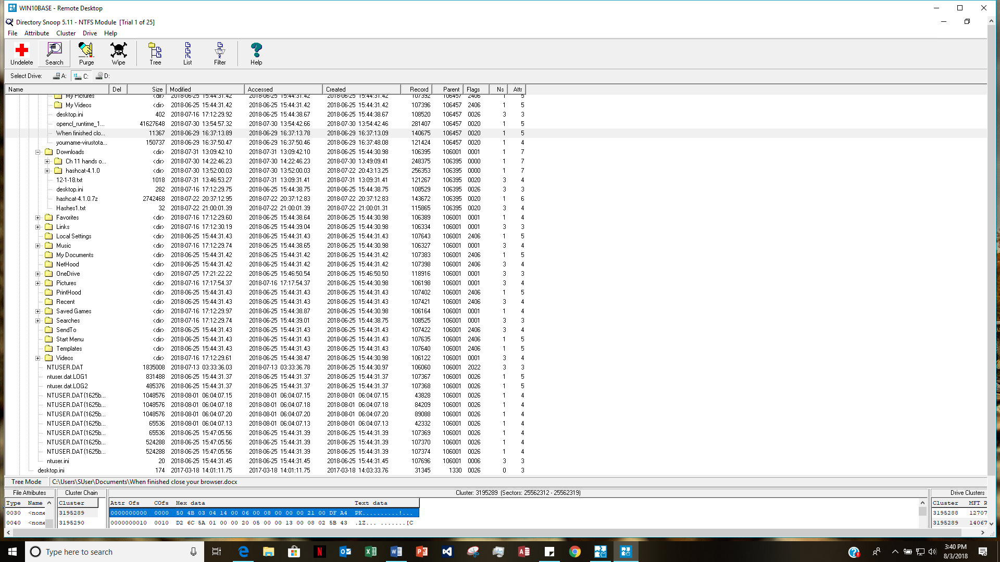 WIN10BASE - Remote Desktop
Directory Snoop 5.11 - NTFS Module [Trial 1 of 25]
File Attribute Cluster Drive Help
Undelete Search Purge Wipe Tree List Filter Help
Select Drive: A: C: D:
Name Del Size Modified Accessed Created Record Parent Flags Ns Attr
My Pictures <dir> 2018-06-25 15:44:31.42 2018-06-25 15:44:31.42 2018-06-25 15:44:31.42 107392 106457 2406 1 5
My Videos <dir> 2018-06-25 15:44:31.42 2018-06-25 15:44:31.42 2018-06-25 15:44:31.42 107396 106457 2406 1 5
desktop.ini 402 2018-07-16 17:12:29.92 2018-06-25 15:44:38.67 2018-06-25 15:44:38.67 108520 106457 0026 3 3
opencl_runtime_1... 41627648 2018-07-30 13:54:57.32 2018-07-30 13:54:42.66 2018-07-30 13:54:42.46 281407 106457 0020 1 5
When finished clo... 11367 2018-06-29 16:37:13.89 2018-06-29 16:37:13.78 2018-06-29 16:37:13.09 140675 106457 0020 1 5
yourname-virustota... 150737 2018-06-29 16:37:50.47 2018-06-29 16:37:50.46 2018-06-29 16:37:48.08 121424 106457 0020 1 4
Downloads <dir> 2018-07-31 13:09:42.10 2018-07-31 13:09:42.10 2018-06-25 15:44:30.98 106395 106001 0001 1 7
Ch 11 hands o... <dir> 2018-07-30 14:22:46.23 2018-07-30 14:22:46.23 2018-07-30 13:49:09.41 248375 106395 0000 1 7
hashcat-4.1.0 <dir> 2018-07-30 13:52:00.03 2018-07-30 13:52:00.03 2018-07-22 20:43:13.25 256353 106395 0000 1 7
12-1-18.txt 1018 2018-07-31 13:46:53.27 2018-07-31 13:09:31.41 2018-07-31 13:09:31.41 121267 106395 0020 3 4
desktop.ini 282 2018-07-16 17:12:29.75 2018-06-25 15:44:38.75 2018-06-25 15:44:38.75 108529 106395 0026 3 3
hashcat-4.1.0.7z 2742468 2018-07-22 20:37:12.95 2018-07-22 20:37:12.83 2018-07-22 20:37:12.83 143672 106395 0020 1 6
Hashes1.txt 32 2018-07-22 21:00:01.39 2018-07-22 21:00:01.39 2018-07-22 21:00:01.31 115865 106395 0020 3 4
Favorites <dir> 2018-07-16 17:12:29.60 2018-06-25 15:44:38.64 2018-06-25 15:44:30.98 106389 106001 0001 1 4
Links <dir> 2018-07-16 17:12:30.19 2018-06-25 15:44:39.04 2018-06-25 15:44:30.98 106334 106001 0001 3 3
Local Settings <dir> 2018-06-25 15:44:31.43 2018-06-25 15:44:31.43 2018-06-25 15:44:31.43 107643 106001 2406 1 5
Music <dir> 2018-07-16 17:12:29.74 2018-06-25 15:44:38.65 2018-06-25 15:44:30.98 106327 106001 0001 3 4
My Documents <dir> 2018-06-25 15:44:31.42 2018-06-25 15:44:31.42 2018-06-25 15:44:31.42 107383 106001 2406 1 5
NetHood <dir> 2018-06-25 15:44:31.42 2018-06-25 15:44:31.42 2018-06-25 15:44:31.42 107398 106001 2406 3 4
OneDrive <dir> 2018-07-25 17:21:22.22 2018-06-25 15:46:50.54 2018-06-25 15:46:50.50 118916 106001 0001 3 3
Pictures <dir> 2018-07-16 17:17:54.37 2018-07-16 17:17:54.37 2018-06-25 15:44:30.98 106198 106001 0001 3 4
PrintHood <dir> 2018-06-25 15:44:31.43 2018-06-25 15:44:31.43 2018-06-25 15:44:31.43 107402 106001 2406 1 5
Recent <dir> 2018-06-25 15:44:31.43 2018-06-25 15:44:31.43 2018-06-25 15:44:31.43 107421 106001 2406 3 4
Saved Games <dir> 2018-07-16 17:12:29.97 2018-06-25 15:44:38.87 2018-06-25 15:44:30.98 106164 106001 0001 1 4
Searches <dir> 2018-07-16 17:12:29.74 2018-06-25 15:44:39.01 2018-06-25 15:44:38.75 108525 106001 0001 3 3
SendTo <dir> 2018-06-25 15:44:31.43 2018-06-25 15:44:31.43 2018-06-25 15:44:31.43 107422 106001 2406 3 4
Start Menu <dir> 2018-06-25 15:44:31.43 2018-06-25 15:44:31.43 2018-06-25 15:44:31.43 107635 106001 2406 1 5
Templates <dir> 2018-06-25 15:44:31.43 2018-06-25 15:44:31.43 2018-06-25 15:44:31.43 107640 106001 2406 1 5
Videos <dir> 2018-07-16 17:12:29.61 2018-06-25 15:44:38.47 2018-06-25 15:44:30.98 106122 106001 0001 3 4
NTUSER.DAT 1835008 2018-07-13 03:33:36.03 2018-07-13 03:33:36.78 2018-06-25 15:44:30.97 106060 106001 2022 3 3
ntuser.dat.LOG1 831488 2018-06-25 15:44:31.37 2018-06-25 15:44:31.37 2018-06-25 15:44:31.37 107367 106001 0026 1 5
ntuser.dat.LOG2 485376 2018-06-25 15:44:31.37 2018-06-25 15:44:31.37 2018-06-25 15:44:31.37 107368 106001 0026 1 5
NTUSER.DAT{1625b... 1048576 2018-08-01 06:04:07.15 2018-08-01 06:04:07.15 2018-08-01 06:04:07.15 43828 106001 0026 1 4
NTUSER.DAT{1625b... 1048576 2018-08-01 06:04:07.18 2018-08-01 06:04:07.18 2018-08-01 06:04:07.18 84209 106001 0026 1 4
NTUSER.DAT{1625b... 1048576 2018-08-01 06:04:07.20 2018-08-01 06:04:07.20 2018-08-01 06:04:07.20 89088 106001 0026 1 4
NTUSER.DAT{1625b... 65536 2018-08-01 06:04:07.13 2018-08-01 06:04:07.13 2018-08-01 06:04:07.13 42332 106001 0026 1 4
NTUSER.DAT{1625b... 65536 2018-06-25 15:47:05.56 2018-06-25 15:44:31.39 2018-06-25 15:44:31.39 107369 106001 0026 1 4
NTUSER.DAT{1625b... 524288 2018-06-25 15:47:05.56 2018-06-25 15:44:31.39 2018-06-25 15:44:31.39 107370 106001 0026 1 4
NTUSER.DAT{1625b... 524288 2018-06-25 15:47:05.56 2018-06-25 15:44:31.39 2018-06-25 15:44:31.39 107374 106001 0026 1 4
ntuser.ini 20 2018-06-25 15:44:31.45 2018-06-25 15:44:31.45 2018-06-25 15:44:31.45 107696 106001 0006 3 3
desktop.ini 174 2017-03-18 14:01:11.75 2017-03-18 14:01:11.75 2017-03-18 14:03:33.76 31345 1330 0026 0 3
Tree Mode C:\Users\SUser\Documents\When finished close your browser.docx
File Attributes Cluster Chain Cluster: 3195289 (Sectors: 25562312 - 25562319) Drive Clusters
Type Name Cluster Attr Ofs COfs Hex data Text data Cluster MFT R
0030 <none 3195289 0000000000 0000 50 4B 03 04 14 00 06 00 08 00 00 00 21 00 DF A4 PK..........!... 3195288 12707
0040 <none 3195290 0000000010 0010 D2 6C 5A 01 00 00 20 05 00 00 13 00 08 02 5B 43 .lZ... .......[C 3195289 14067
Type here to search
3:40 PM
8/3/2018